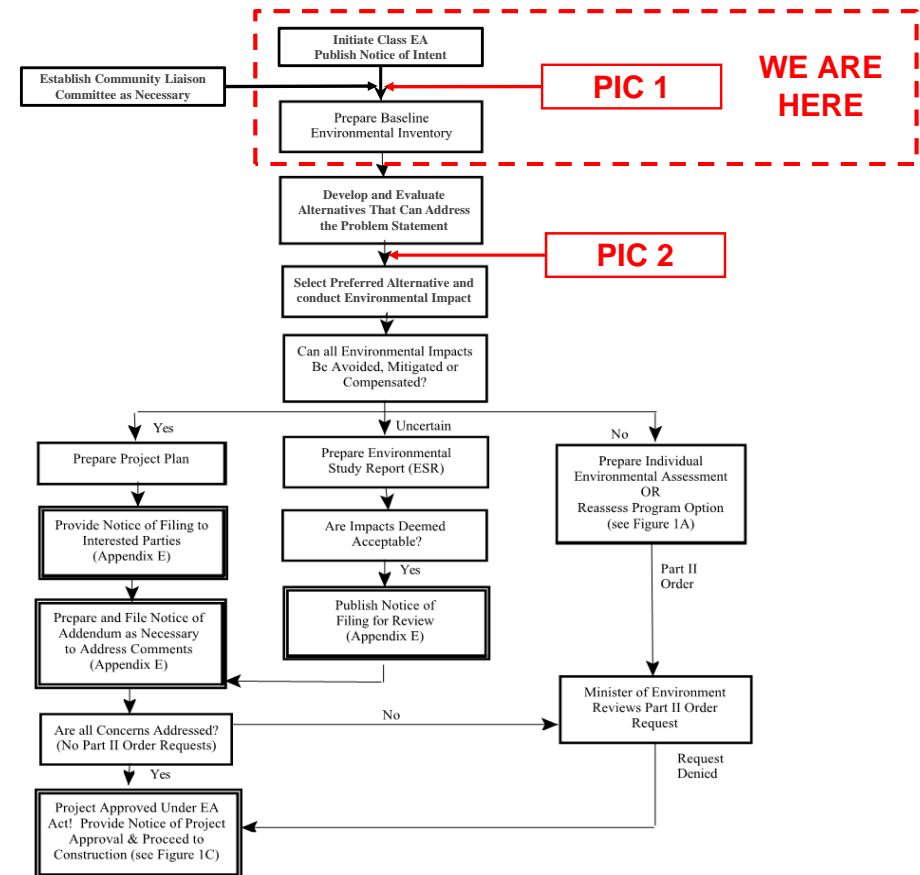 Initiate Class EA
Publish Notice of Intent
Establish Community Liaison
Committee as Necessary
PIC 1
WE ARE
HERE
Prepare Baseline
Environmental Inventory
Develop and Evaluate
Alternatives That Can Address
the Problem Statement
PIC 2
Select Preferred Alternative and
conduct Environmental Impact
Can all Environmental Impacts
Be Avoided, Mitigated or
Compensated?
Yes
Uncertain
No
Prepare Project Plan
Prepare Environmental
Study Report (ESR)
Prepare Individual
Environmental Assessment
OR
Reassess Program Option
(see Figure 1A)
Provide Notice of Filing to
Interested Parties
(Appendix E)
Are Impacts Deemed
Acceptable?
Yes
Part II
Order
Prepare and File Notice of
Addendum as Necessary
to Address Comments
(Appendix E)
Publish Notice of
Filing for Review
(Appendix E)
Are all Concerns Addressed?
(No Part II Order Requests)
No
Minister of Environment
Reviews Part II Order
Request
Yes
Request
Denied
Project Approved Under EA
Act! Provide Notice of Project
Approval & Proceed to
Construction (see Figure 1C)